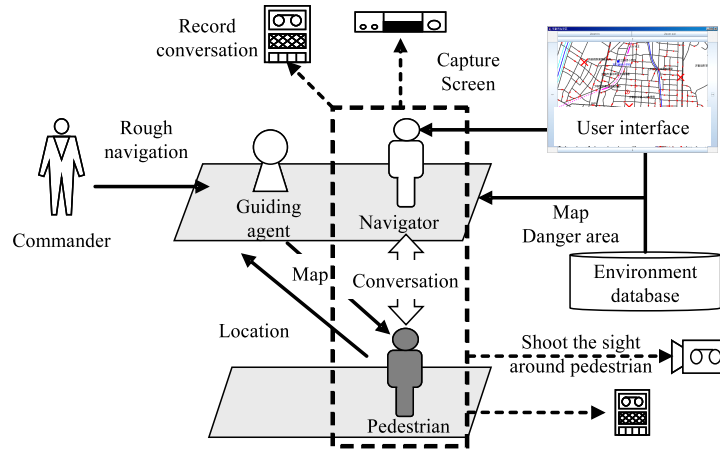 Record
conversation
Capture
Screen
User interface
Rough
navigation
Commander
Guiding
agent
Navigator
Map
Danger area
Environment
database
Map
Conversation
Location
Shoot the sight
around pedestrian
Pedestrian